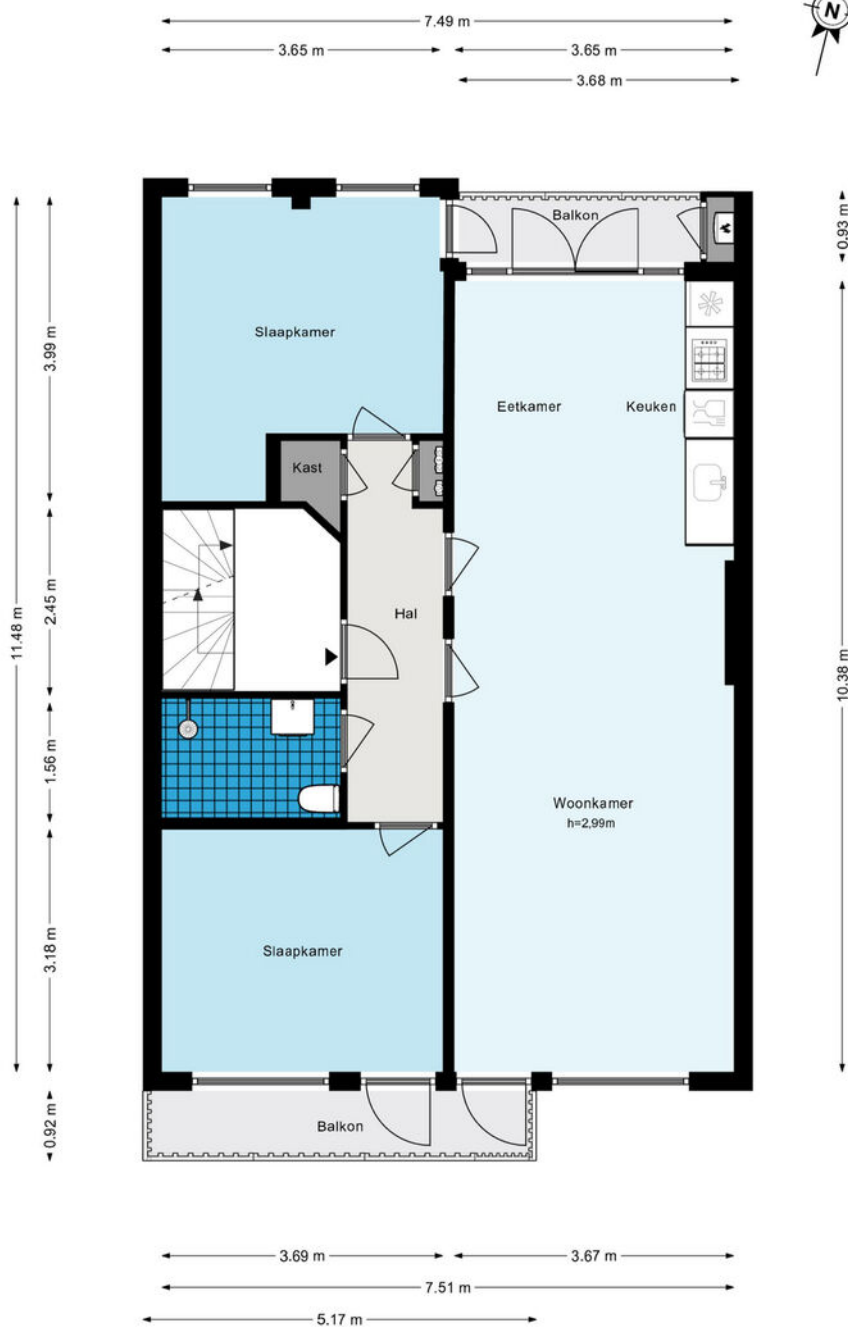 7.49 m
3.65 m
3.65 m
3.68 m
N
Balkon
0.93 m
3.99 m
Slaapkamer
Eetkamer
Keuken
Kast
2.45 m
11.48 m
Hal
10.38 m
1.56 m
Woonkamer
h=2,99m
3.18 m
Slaapkamer
0.92 m
Balkon
3.69 m
3.67 m
7.51 m
5.17 m